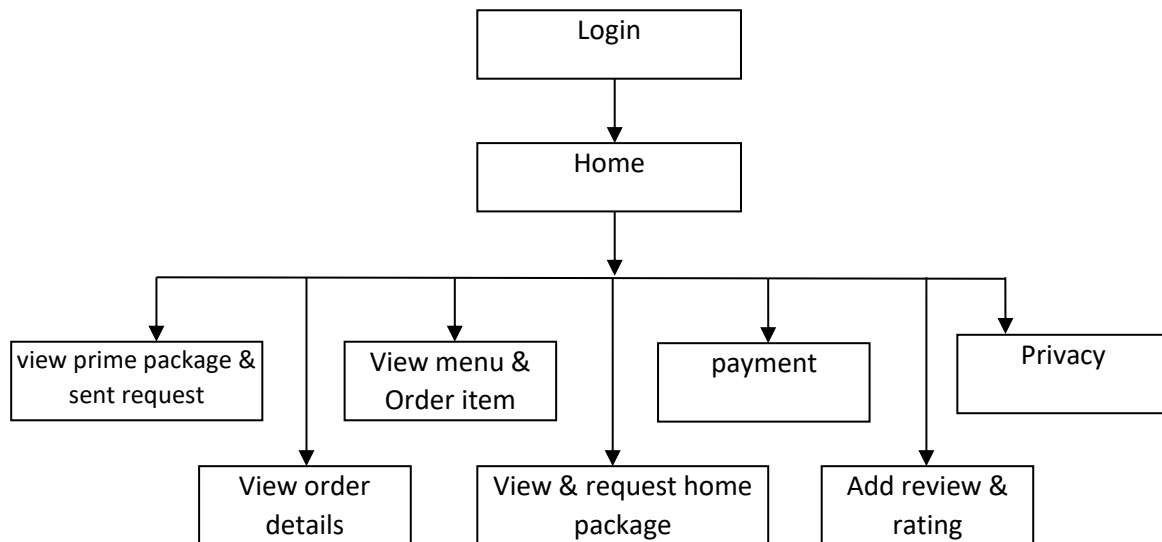 Login
Home
view prime package &
sent request
View menu &
Order item
payment
Privacy
View order
details
View & request home
package
Add review &
rating